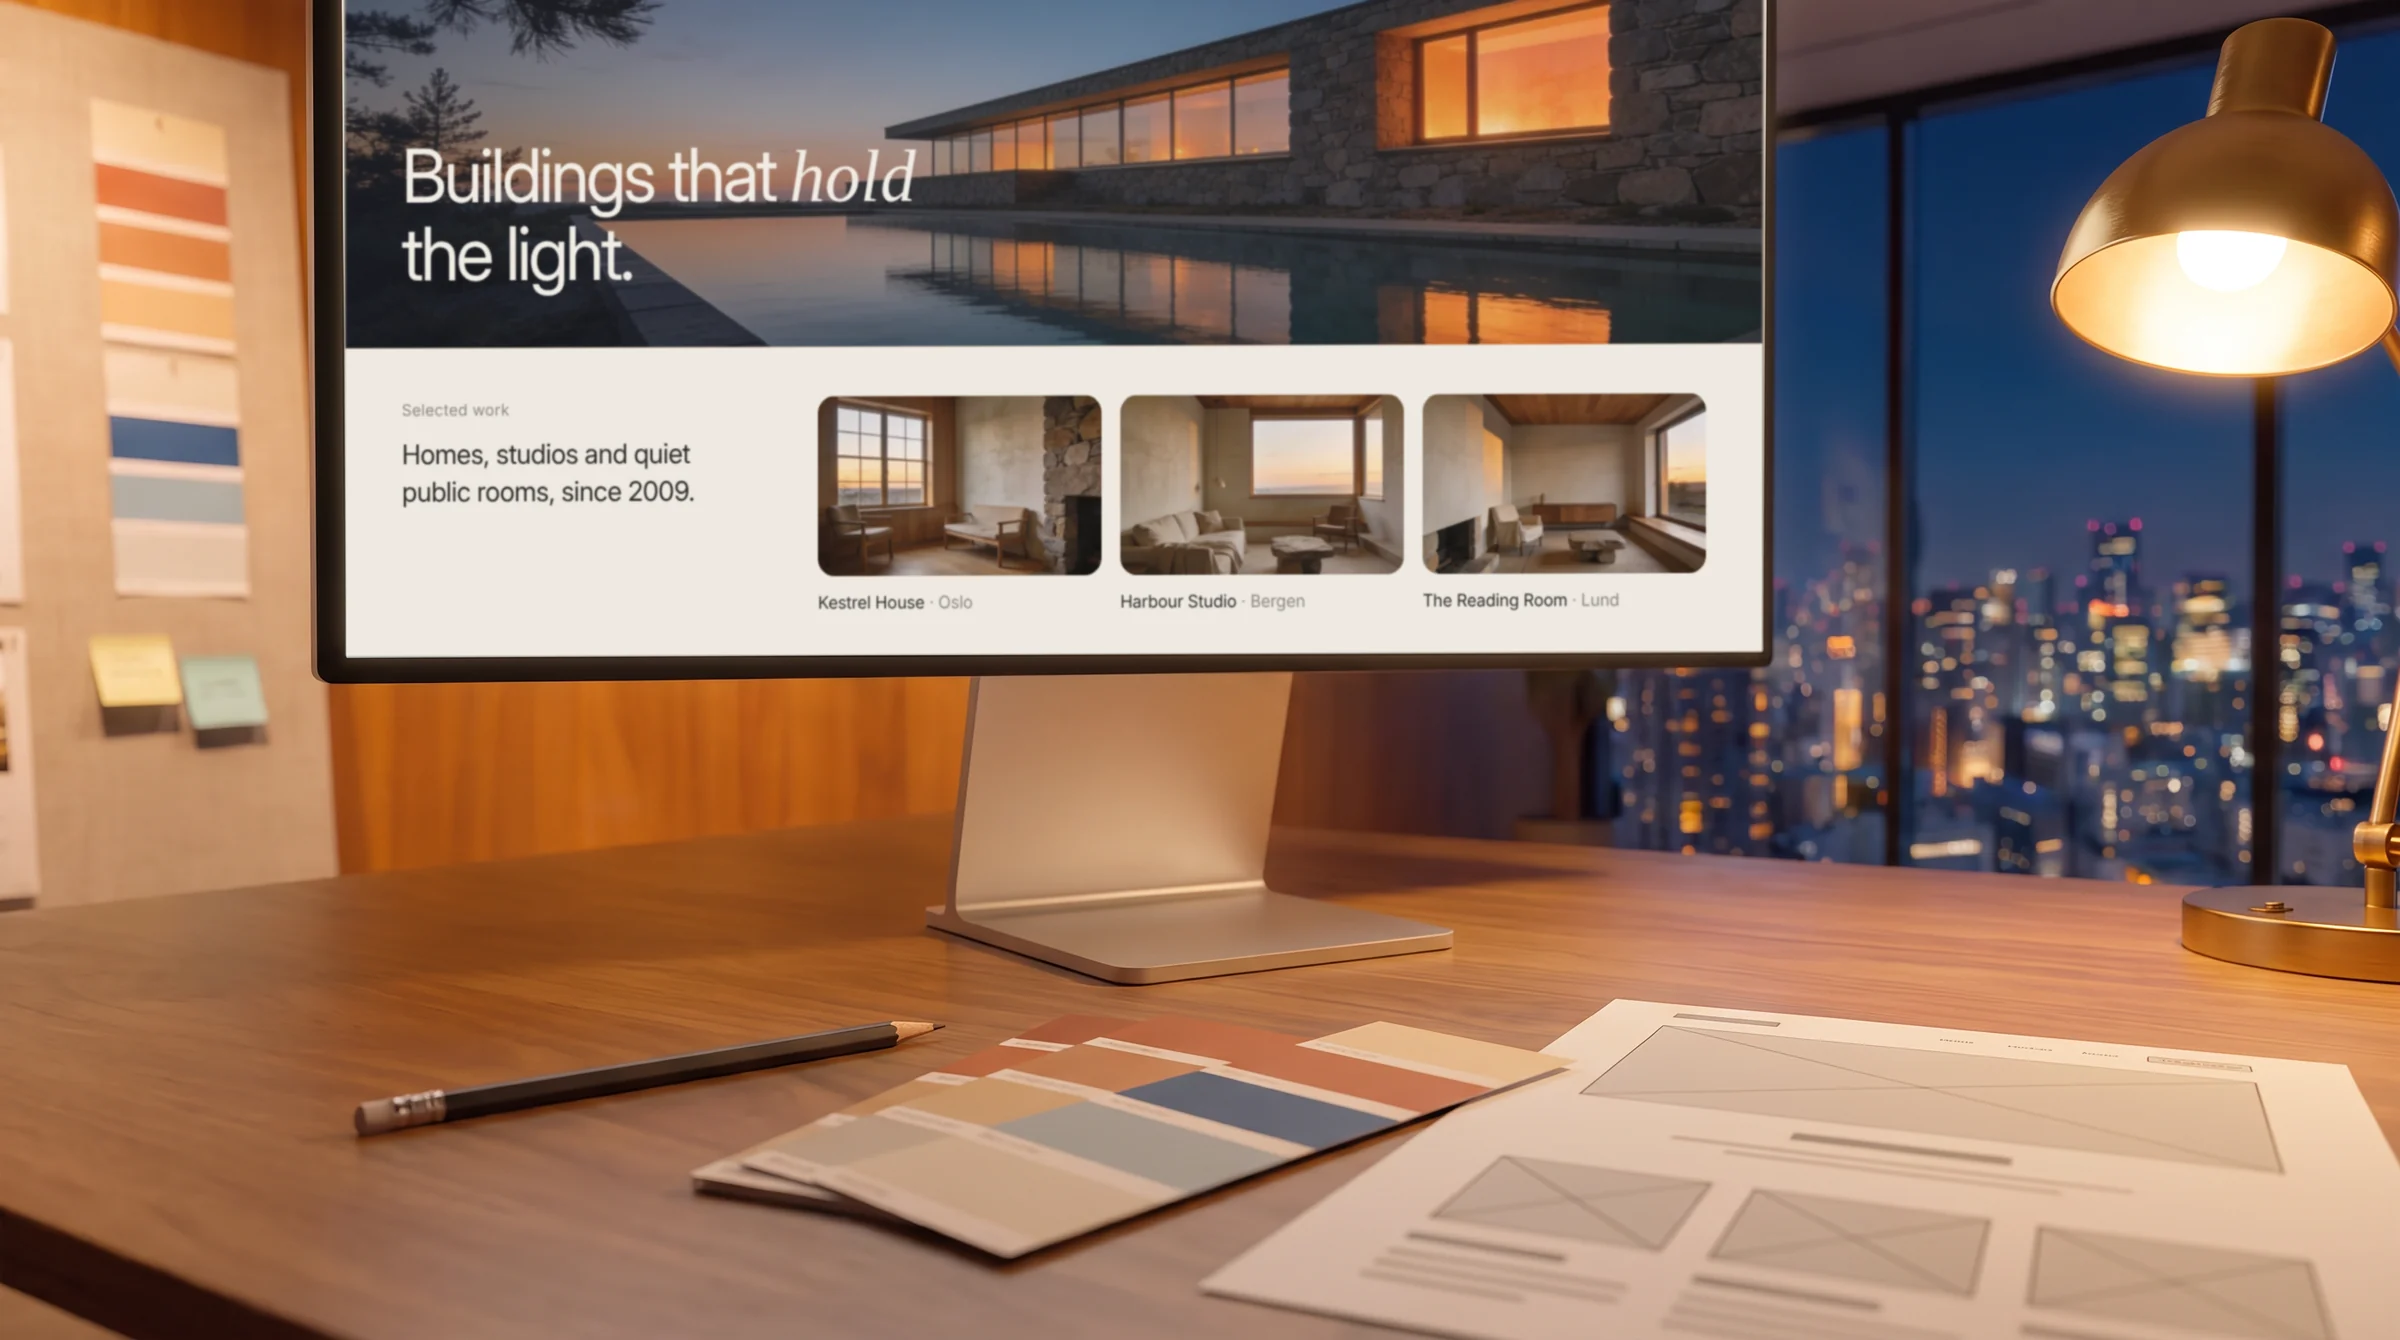 Buildings that hold
the light.
Selected work
Homes, studios and quiet
public rooms, since 2009.
Kestrel House · Oslo
Harbour Studio · Bergen
The Reading Room · Lund